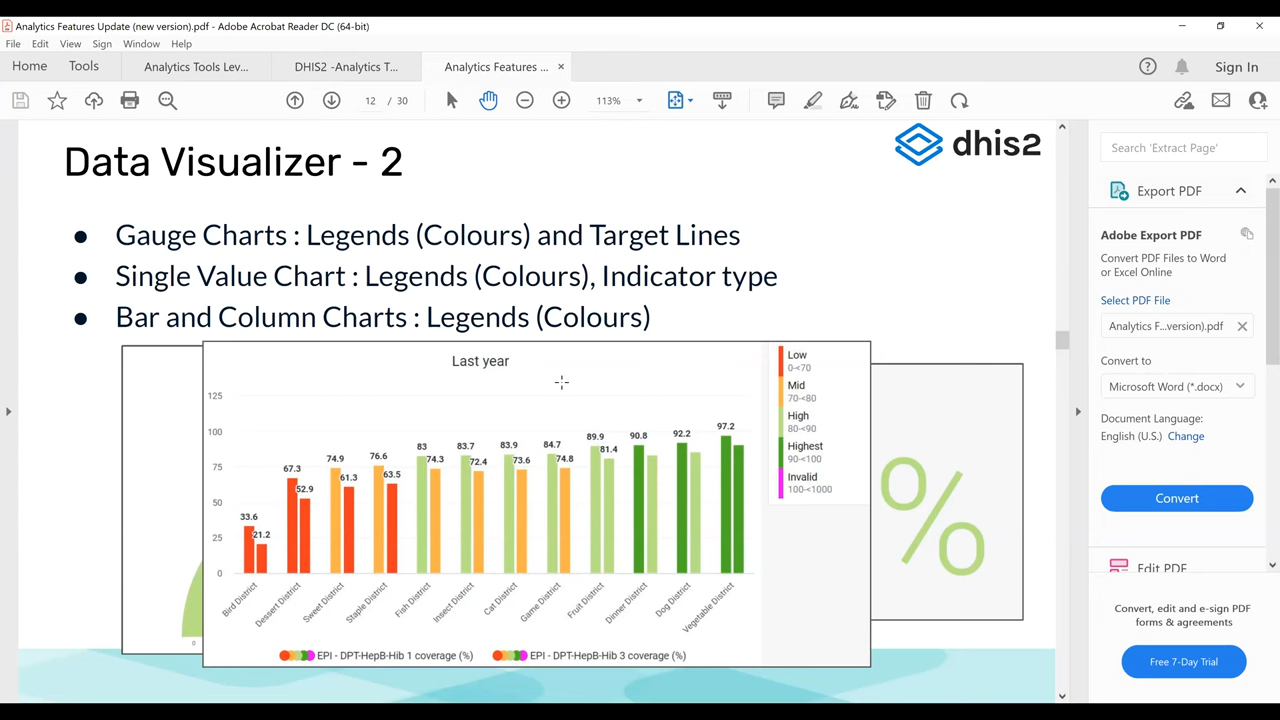 Analytics Features Update (new version).pdf - Adobe Acrobat Reader DC (64-bit)
File Edit View Sign Window Help
Home Tools Analytics Tools Lev... DHIS2 -Analytics T... Analytics Features ... × ? Sign In
12 / 30 113%
Data Visualizer - 2
dhis2
● Gauge Charts : Legends (Colours) and Target Lines
● Single Value Chart : Legends (Colours), Indicator type
● Bar and Column Charts : Legends (Colours)
Last year
125
100
75
50
25
0
33.6 21.2 67.3 52.9 74.9 61.3 76.6 63.5 83 74.3 83.7 72.4 83.9 73.6 84.7 74.8 89.9 81.4 90.8 92.2 97.2
Bird District Dessert District Sweet District Staple District Fish District Insect District Cat District Game District Fruit District Dinner District Dog District Vegetable District
EPI - DPT-HepB-Hib 1 coverage (%) EPI - DPT-HepB-Hib 3 coverage (%)
Low
0-<70
Mid
70-<80
High
80-<90
Highest
90-<100
Invalid
100-<1000
0
%
Search 'Extract Page'
Export PDF
Adobe Export PDF
Convert PDF Files to Word
or Excel Online
Select PDF File
Analytics F...version).pdf
Convert to
Microsoft Word (*.docx)
Document Language:
English (U.S.) Change
Convert
Edit PDF
Convert, edit and e-sign PDF
forms & agreements
Free 7-Day Trial